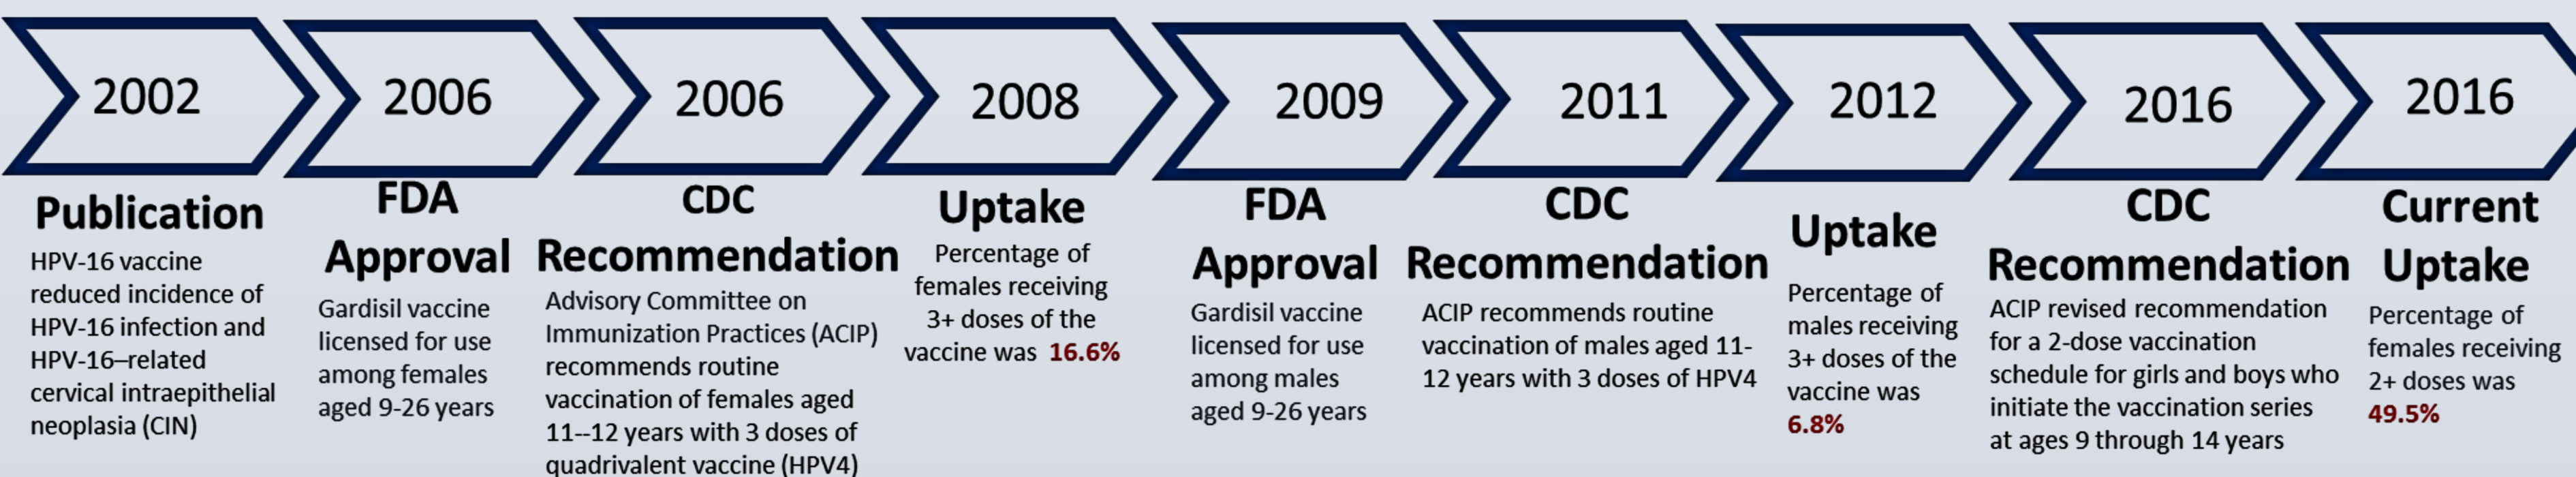 2002
Publication
HPV-16 vaccine
reduced incidence of
HPV-16 infection and
HPV-16–related
cervical intraepithelial
neoplasia (CIN)
2006
FDA
Approval
Gardisil vaccine
licensed for use
among females
aged 9-26 years
2006
CDC
Recommendation
Advisory Committee on
Immunization Practices (ACIP)
recommends routine
vaccination of females aged
11--12 years with 3 doses of
quadrivalent vaccine (HPV4)
2008
Uptake
Percentage of
females receiving
3+ doses of the
vaccine was 16.6%
2009
FDA
Approval
Gardisil vaccine
licensed for use
among males
aged 9-26 years
2011
CDC
Recommendation
ACIP recommends routine
vaccination of males aged 11-
12 years with 3 doses of HPV4
2012
Uptake
Percentage of
males receiving
3+ doses of the
vaccine was
6.8%
2016
CDC
Recommendation
ACIP revised recommendation
for a 2-dose vaccination
schedule for girls and boys who
initiate the vaccination series
at ages 9 through 14 years
2016
Current
Uptake
Percentage of
females receiving
2+ doses was
49.5%